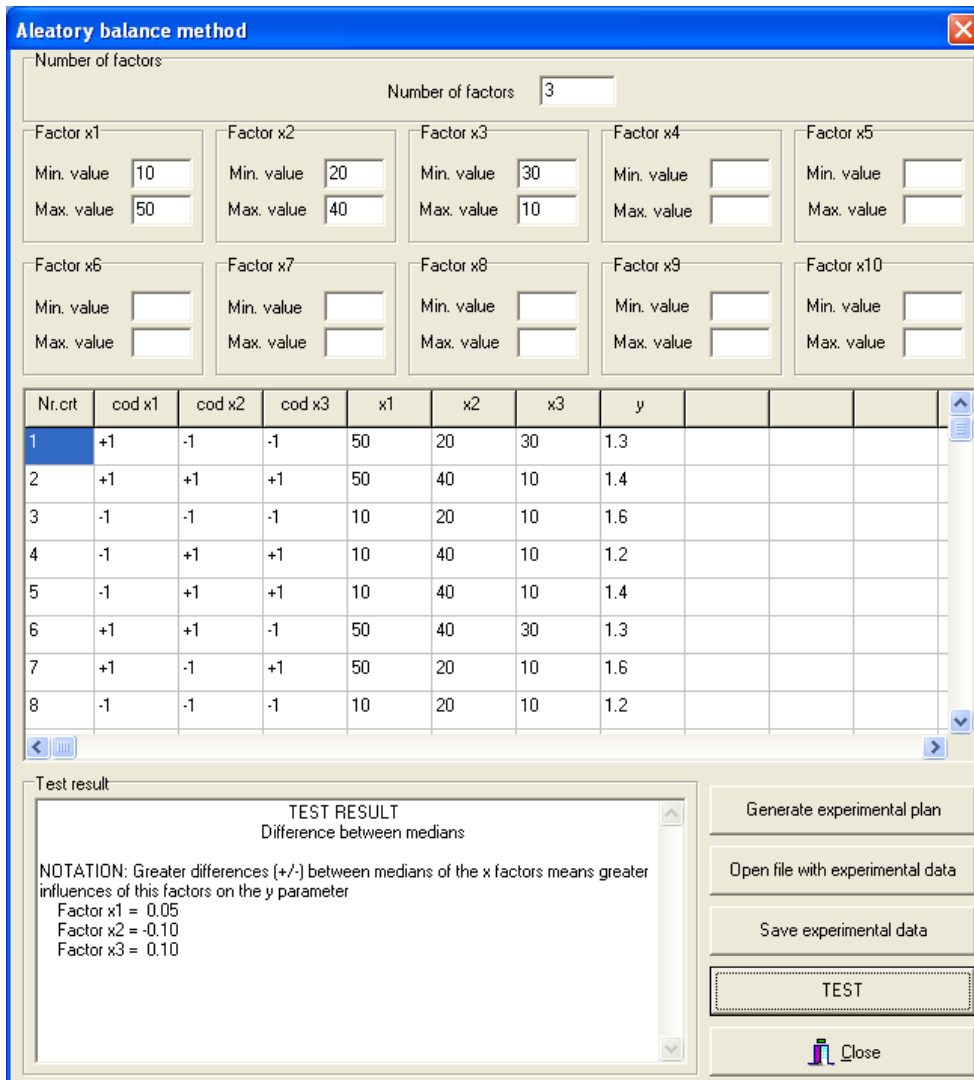 Aleatory balance method
Number of factors
Number of factors 3
Factor x1 Factor x2 Factor x3 Factor x4 Factor x5
Min. value 10 Min. value 20 Min. value 30 Min. value Min. value
Max. value 50 Max. value 40 Max. value 10 Max. value Max. value
Factor x6 Factor x7 Factor x8 Factor x9 Factor x10
Min. value Min. value Min. value Min. value Min. value
Max. value Max. value Max. value Max. value Max. value
Nr.crt cod x1 cod x2 cod x3 x1 x2 x3 y
1 +1 -1 -1 50 20 30 1.3
2 +1 +1 +1 50 40 10 1.4
3 -1 -1 -1 10 20 10 1.6
4 -1 +1 +1 10 40 10 1.2
5 -1 +1 +1 10 40 10 1.4
6 +1 +1 -1 50 40 30 1.3
7 +1 -1 +1 50 20 10 1.6
8 -1 -1 -1 10 20 10 1.2
Test result
TEST RESULT
Difference between medians
NOTATION: Greater differences (+/-) between medians of the x factors means greater
influences of this factors on the y parameter
Factor x1 = 0.05
Factor x2 = -0.10
Factor x3 = 0.10
Generate experimental plan
Open file with experimental data
Save experimental data
TEST
Close